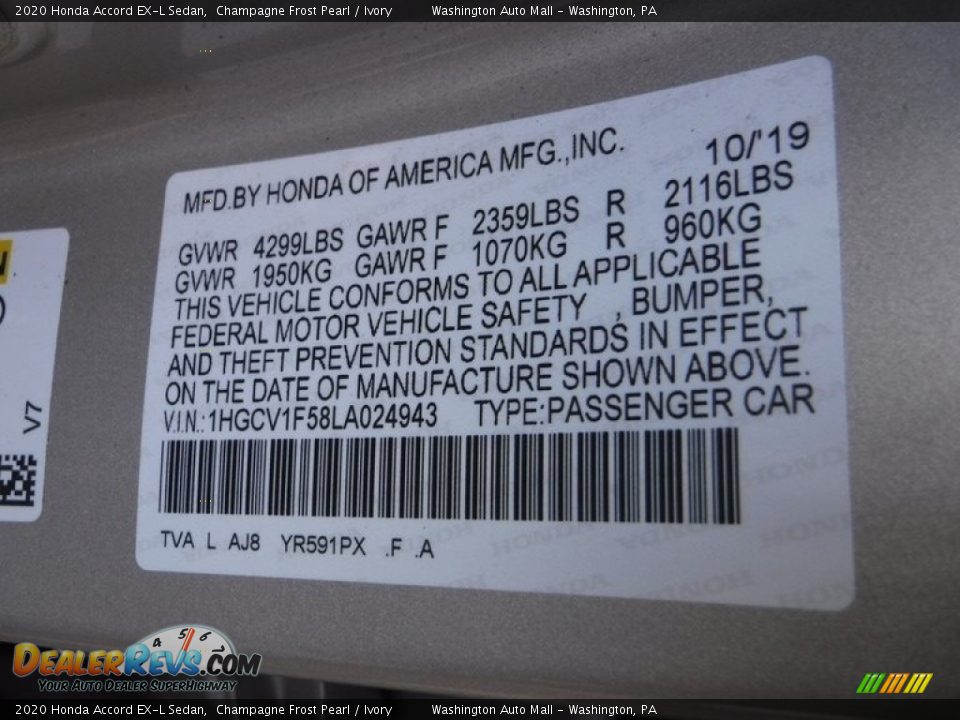 2020 Honda Accord EX-L Sedan,  Champagne Frost Pearl / Ivory  Washington Auto Mall - Washington, PA
MFD.BY HONDA OF AMERICA MFG.,INC. 10/'19
GVWR 4299LBS GAWR F 2359LBS R 2116LBS
GVWR 1950KG GAWR F 1070KG R 960KG
THIS VEHICLE CONFORMS TO ALL APPLICABLE
FEDERAL MOTOR VEHICLE SAFETY , BUMPER,
AND THEFT PREVENTION STANDARDS IN EFFECT
ON THE DATE OF MANUFACTURE SHOWN ABOVE.
V.I.N.:1HGCV1F58LA024943 TYPE:PASSENGER CAR
TVA L AJ8 YR591PX .F .A
V7
4 5 6
DEALERREVS.COM
YOUR AUTO DEALER SUPERHIGHWAY
2020 Honda Accord EX-L Sedan,  Champagne Frost Pearl / Ivory  Washington Auto Mall - Washington, PA